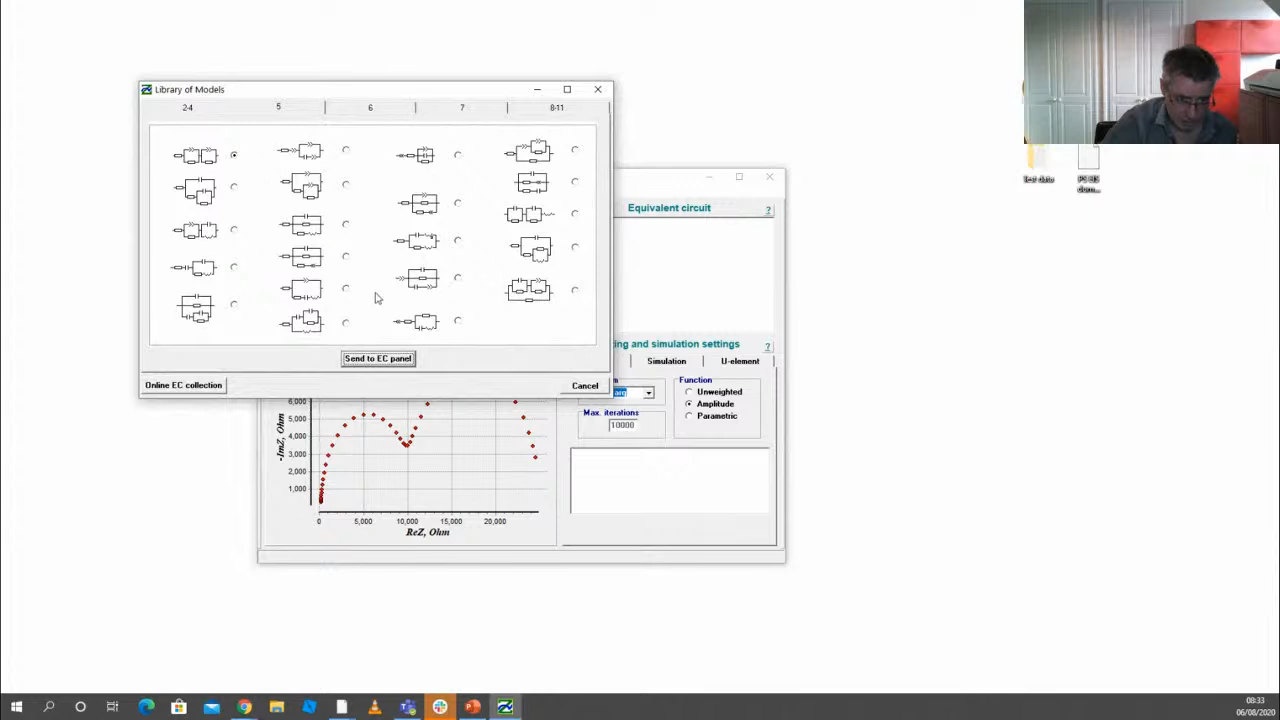 Library of Models
2-4 5 6 7 8-11
Send to EC panel
Online EC collection
Cancel
Equivalent circuit
?
ing and simulation settings
?
Simulation
U-element
Function
Unweighted
Amplitude
Parametric
Max. iterations
10000
6,000
5,000
4,000
3,000
2,000
1,000
-ImZ, Ohm
0 5,000 10,000 15,000 20,000
ReZ, Ohm
Test data
08:33
06/08/2020